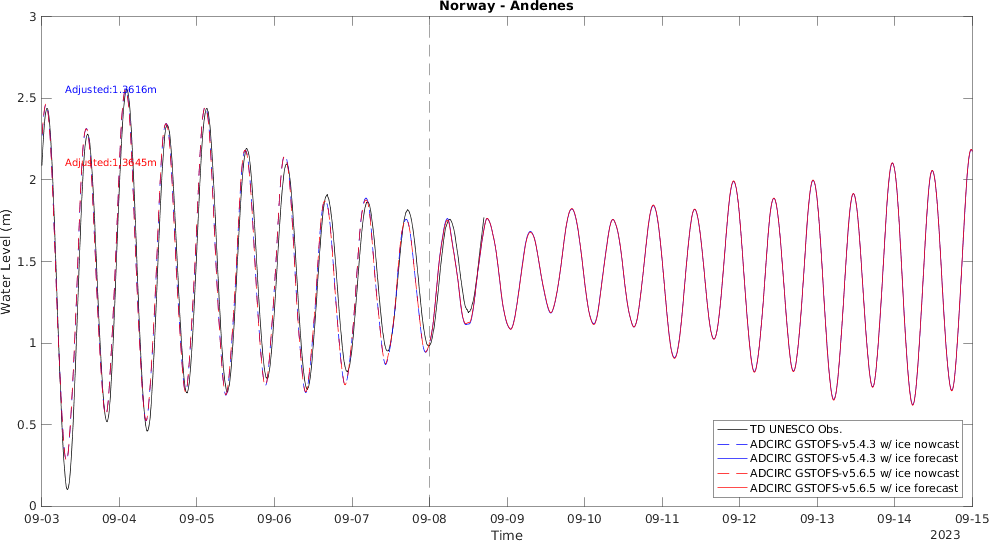 Norway - Andenes
3
2.5
2
1.5
1
0.5
0
Water Level (m)
Adjusted:1.3616m
Adjusted:1.3645m
TD UNESCO Obs.
ADCIRC GSTOFS-v5.4.3 w/ ice nowcast
ADCIRC GSTOFS-v5.4.3 w/ ice forecast
ADCIRC GSTOFS-v5.6.5 w/ ice nowcast
ADCIRC GSTOFS-v5.6.5 w/ ice forecast
09-03 09-04 09-05 09-06 09-07 09-08 09-09 09-10 09-11 09-12 09-13 09-14 09-15
Time
2023